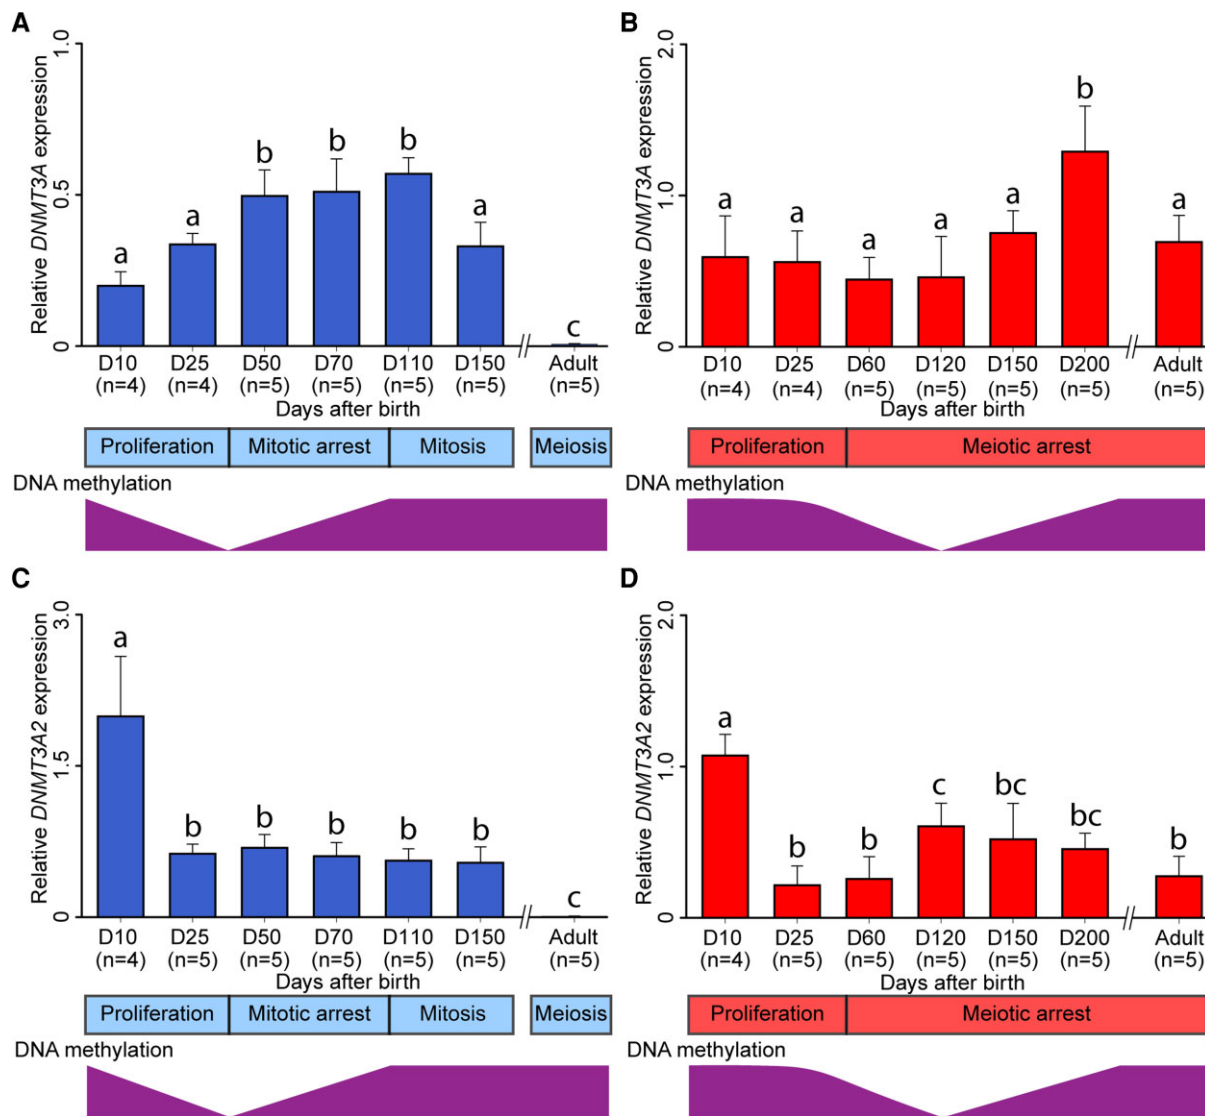 A
Relative DNMT3A expression
1.0
0.5
0
a
a
b
b
b
a
c
D10 D25 D50 D70 D110 D150 Adult
(n=4) (n=4) (n=5) (n=5) (n=5) (n=5) (n=5)
Days after birth
Proliferation Mitotic arrest Mitosis Meiosis
DNA methylation
B
Relative DNMT3A expression
2.0
1.0
0
a
a
a
a
a
b
a
D10 D25 D60 D120 D150 D200 Adult
(n=4) (n=4) (n=5) (n=5) (n=5) (n=5) (n=5)
Days after birth
Proliferation Meiotic arrest
DNA methylation
C
Relative DNMT3A2 expression
3.0
1.5
0
a
b
b
b
b
b
c
D10 D25 D50 D70 D110 D150 Adult
(n=4) (n=5) (n=5) (n=5) (n=5) (n=5) (n=5)
Days after birth
Proliferation Mitotic arrest Mitosis Meiosis
DNA methylation
D
Relative DNMT3A2 expression
2.0
1.0
0
a
b
b
c
bc
bc
b
D10 D25 D60 D120 D150 D200 Adult
(n=4) (n=5) (n=5) (n=5) (n=5) (n=5) (n=5)
Days after birth
Proliferation Meiotic arrest
DNA methylation